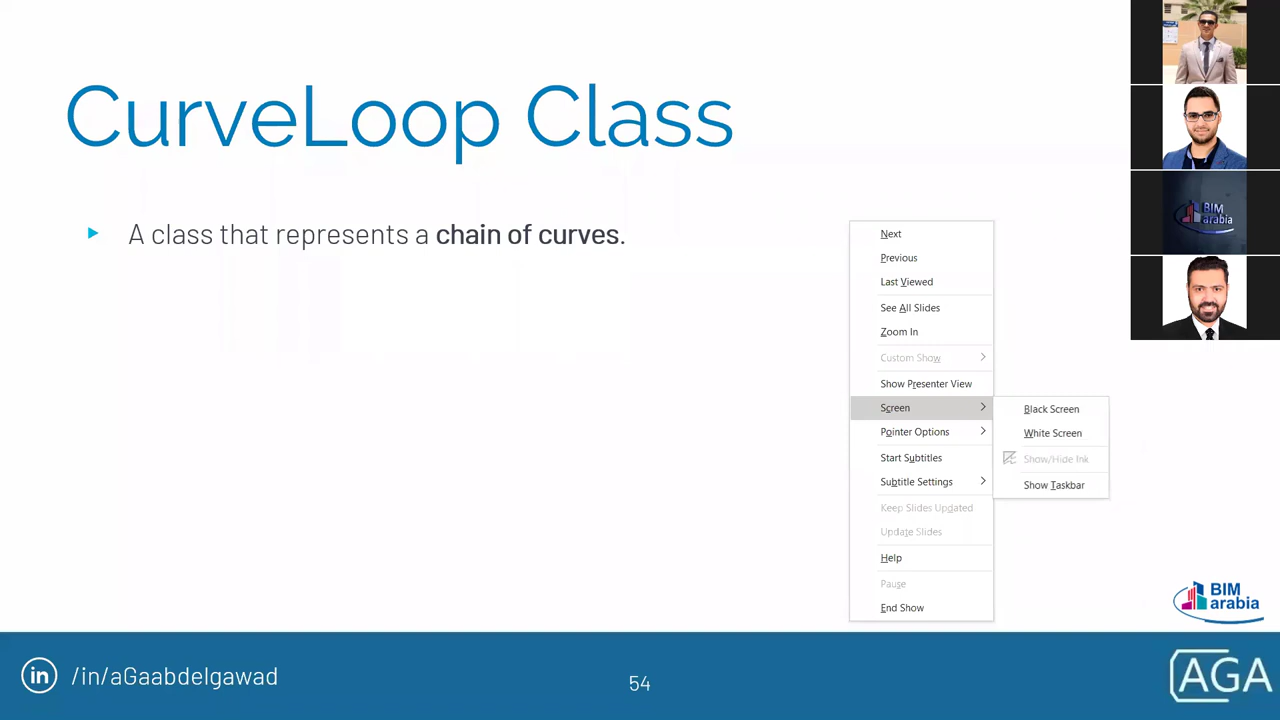 CurveLoop Class
A class that represents a chain of curves.
Next
Previous
Last Viewed
See All Slides
Zoom In
Custom Show
Show Presenter View
Screen
Pointer Options
Start Subtitles
Subtitle Settings
Keep Slides Updated
Update Slides
Help
Pause
End Show
Black Screen
White Screen
Show/Hide Ink
Show Taskbar
BIM
arabia
BIM
arabia
in
/in/aGaabdelgawad
54
AGA